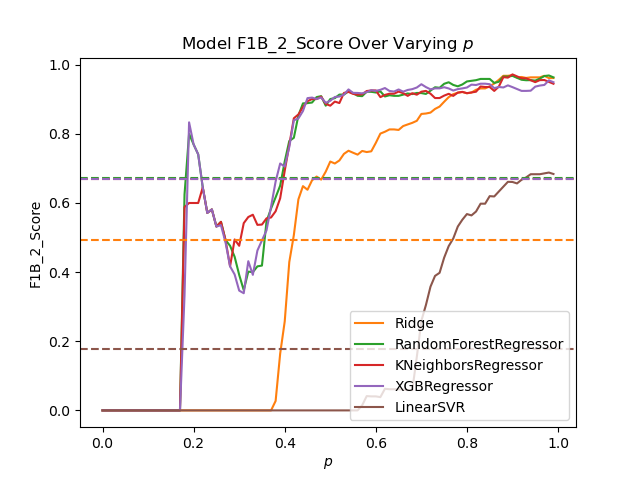 Model F1B_2_Score Over Varying p
F1B_2_Score
1.0
0.8
0.6
0.4
0.2
0.0
0.0 0.2 0.4 0.6 0.8 1.0
p
Ridge
RandomForestRegressor
KNeighborsRegressor
XGBRegressor
LinearSVR